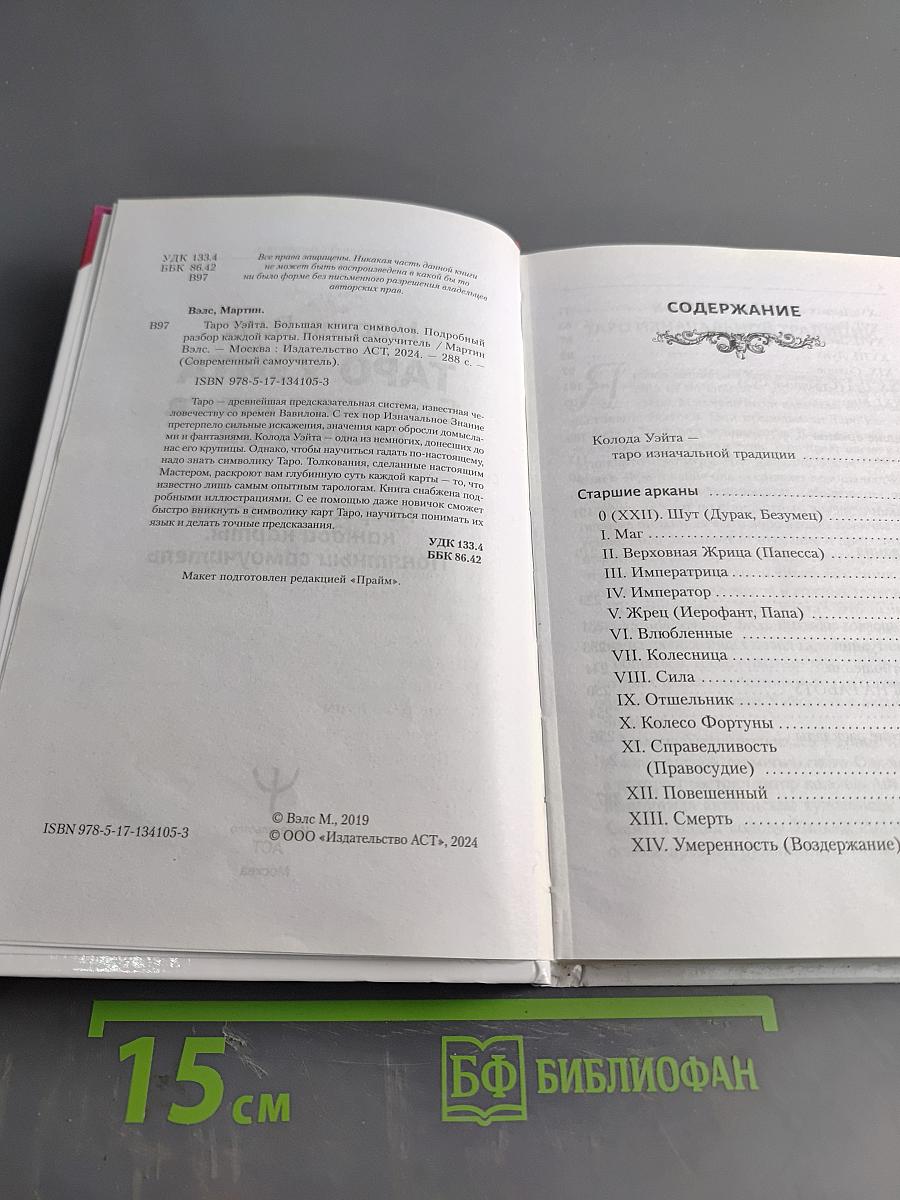 УДК 133.4
ББК 86.42
В97
Все права защищены. Никакая часть данной книги
не может быть воспроизведена в какой бы то
ни было форме без письменного разрешения владельцев
авторских прав.
Вэлс, Мартин.
В97
Таро Уэйта. Большая книга символов. Подробный
разбор каждой карты. Понятный самоучитель / Мартин
Вэлс. — Москва : Издательство АСТ, 2024. — 288 с. —
(Современный самоучитель).
ISBN 978-5-17-134105-3
Таро — древнейшая предсказательная система, известная че-
ловечеству со времен Вавилона. С тех пор Изначальное Знание
претерпело сильные искажения, значения карт обросли домысла-
ми и фантазиями. Колода Уэйта — одна из немногих, донесших до
нас его крупицы. Однако, чтобы научиться гадать по-настоящему,
надо знать символику Таро. Толкования, сделанные настоящим
Мастером, раскроют вам глубинную суть каждой карты — то, что
известно лишь самым опытным тарологам. Книга снабжена под-
робными иллюстрациями. С ее помощью даже новичок сможет
быстро вникнуть в символику карт Таро, научиться понимать их
язык и делать точные предсказания.
УДК 133.4
ББК 86.42
Макет подготовлен редакцией «Прайм».
ISBN 978-5-17-134105-3
© Вэлс М., 2019
© ООО «Издательство АСТ», 2024
СОДЕРЖАНИЕ
Колода Уэйта —
таро изначальной традиции
Старшие арканы
0 (XXII). Шут (Дурак, Безумец)
I. Маг
II. Верховная Жрица (Папесса)
III. Императрица
IV. Император
V. Жрец (Иерофант, Папа)
VI. Влюбленные
VII. Колесница
VIII. Сила
IX. Отшельник
X. Колесо Фортуны
XI. Справедливость
(Правосудие)
XII. Повешенный
XIII. Смерть
XIV. Умеренность (Воздержание)
15 см
БФ БИБЛИОФАН